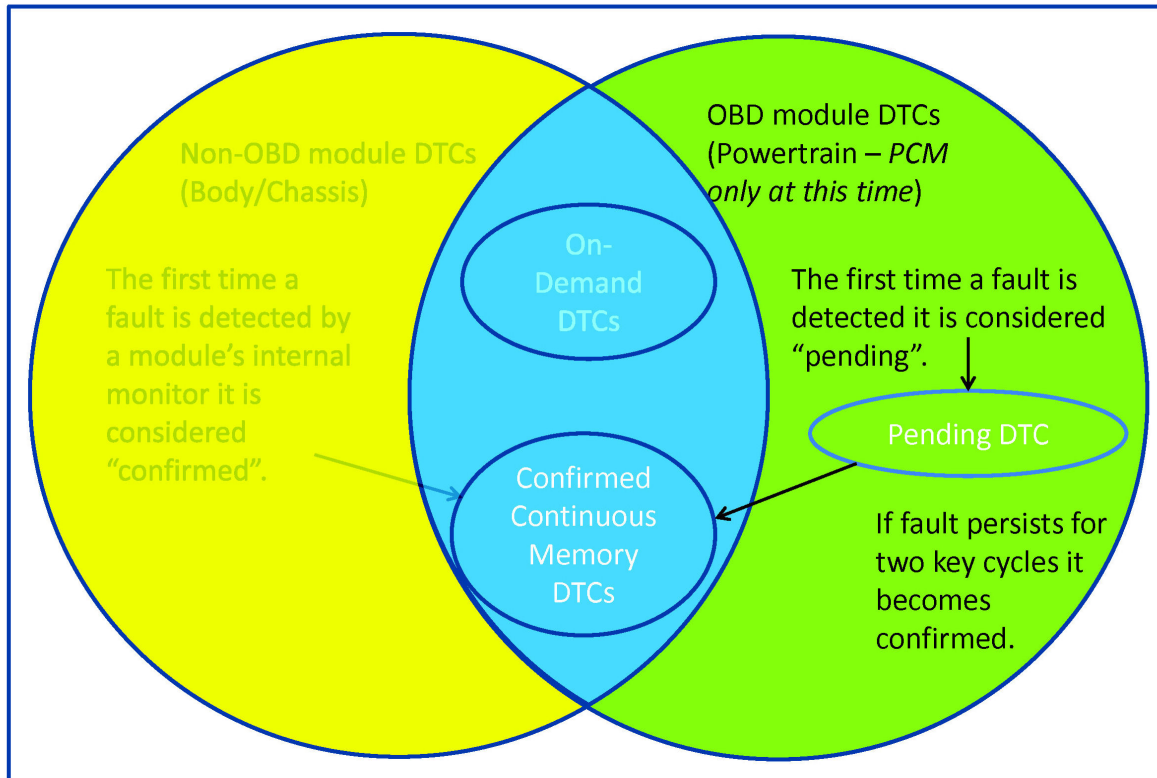 Non-OBD module DTCs
(Body/Chassis)
The first time a
fault is detected by
a module’s internal
monitor it is
considered
“confirmed”.
On-
Demand
DTCs
Confirmed
Continuous
Memory
DTCs
OBD module DTCs
(Powertrain – PCM
only at this time)
The first time a fault is
detected it is considered
“pending”.
Pending DTC
If fault persists for
two key cycles it
becomes
confirmed.